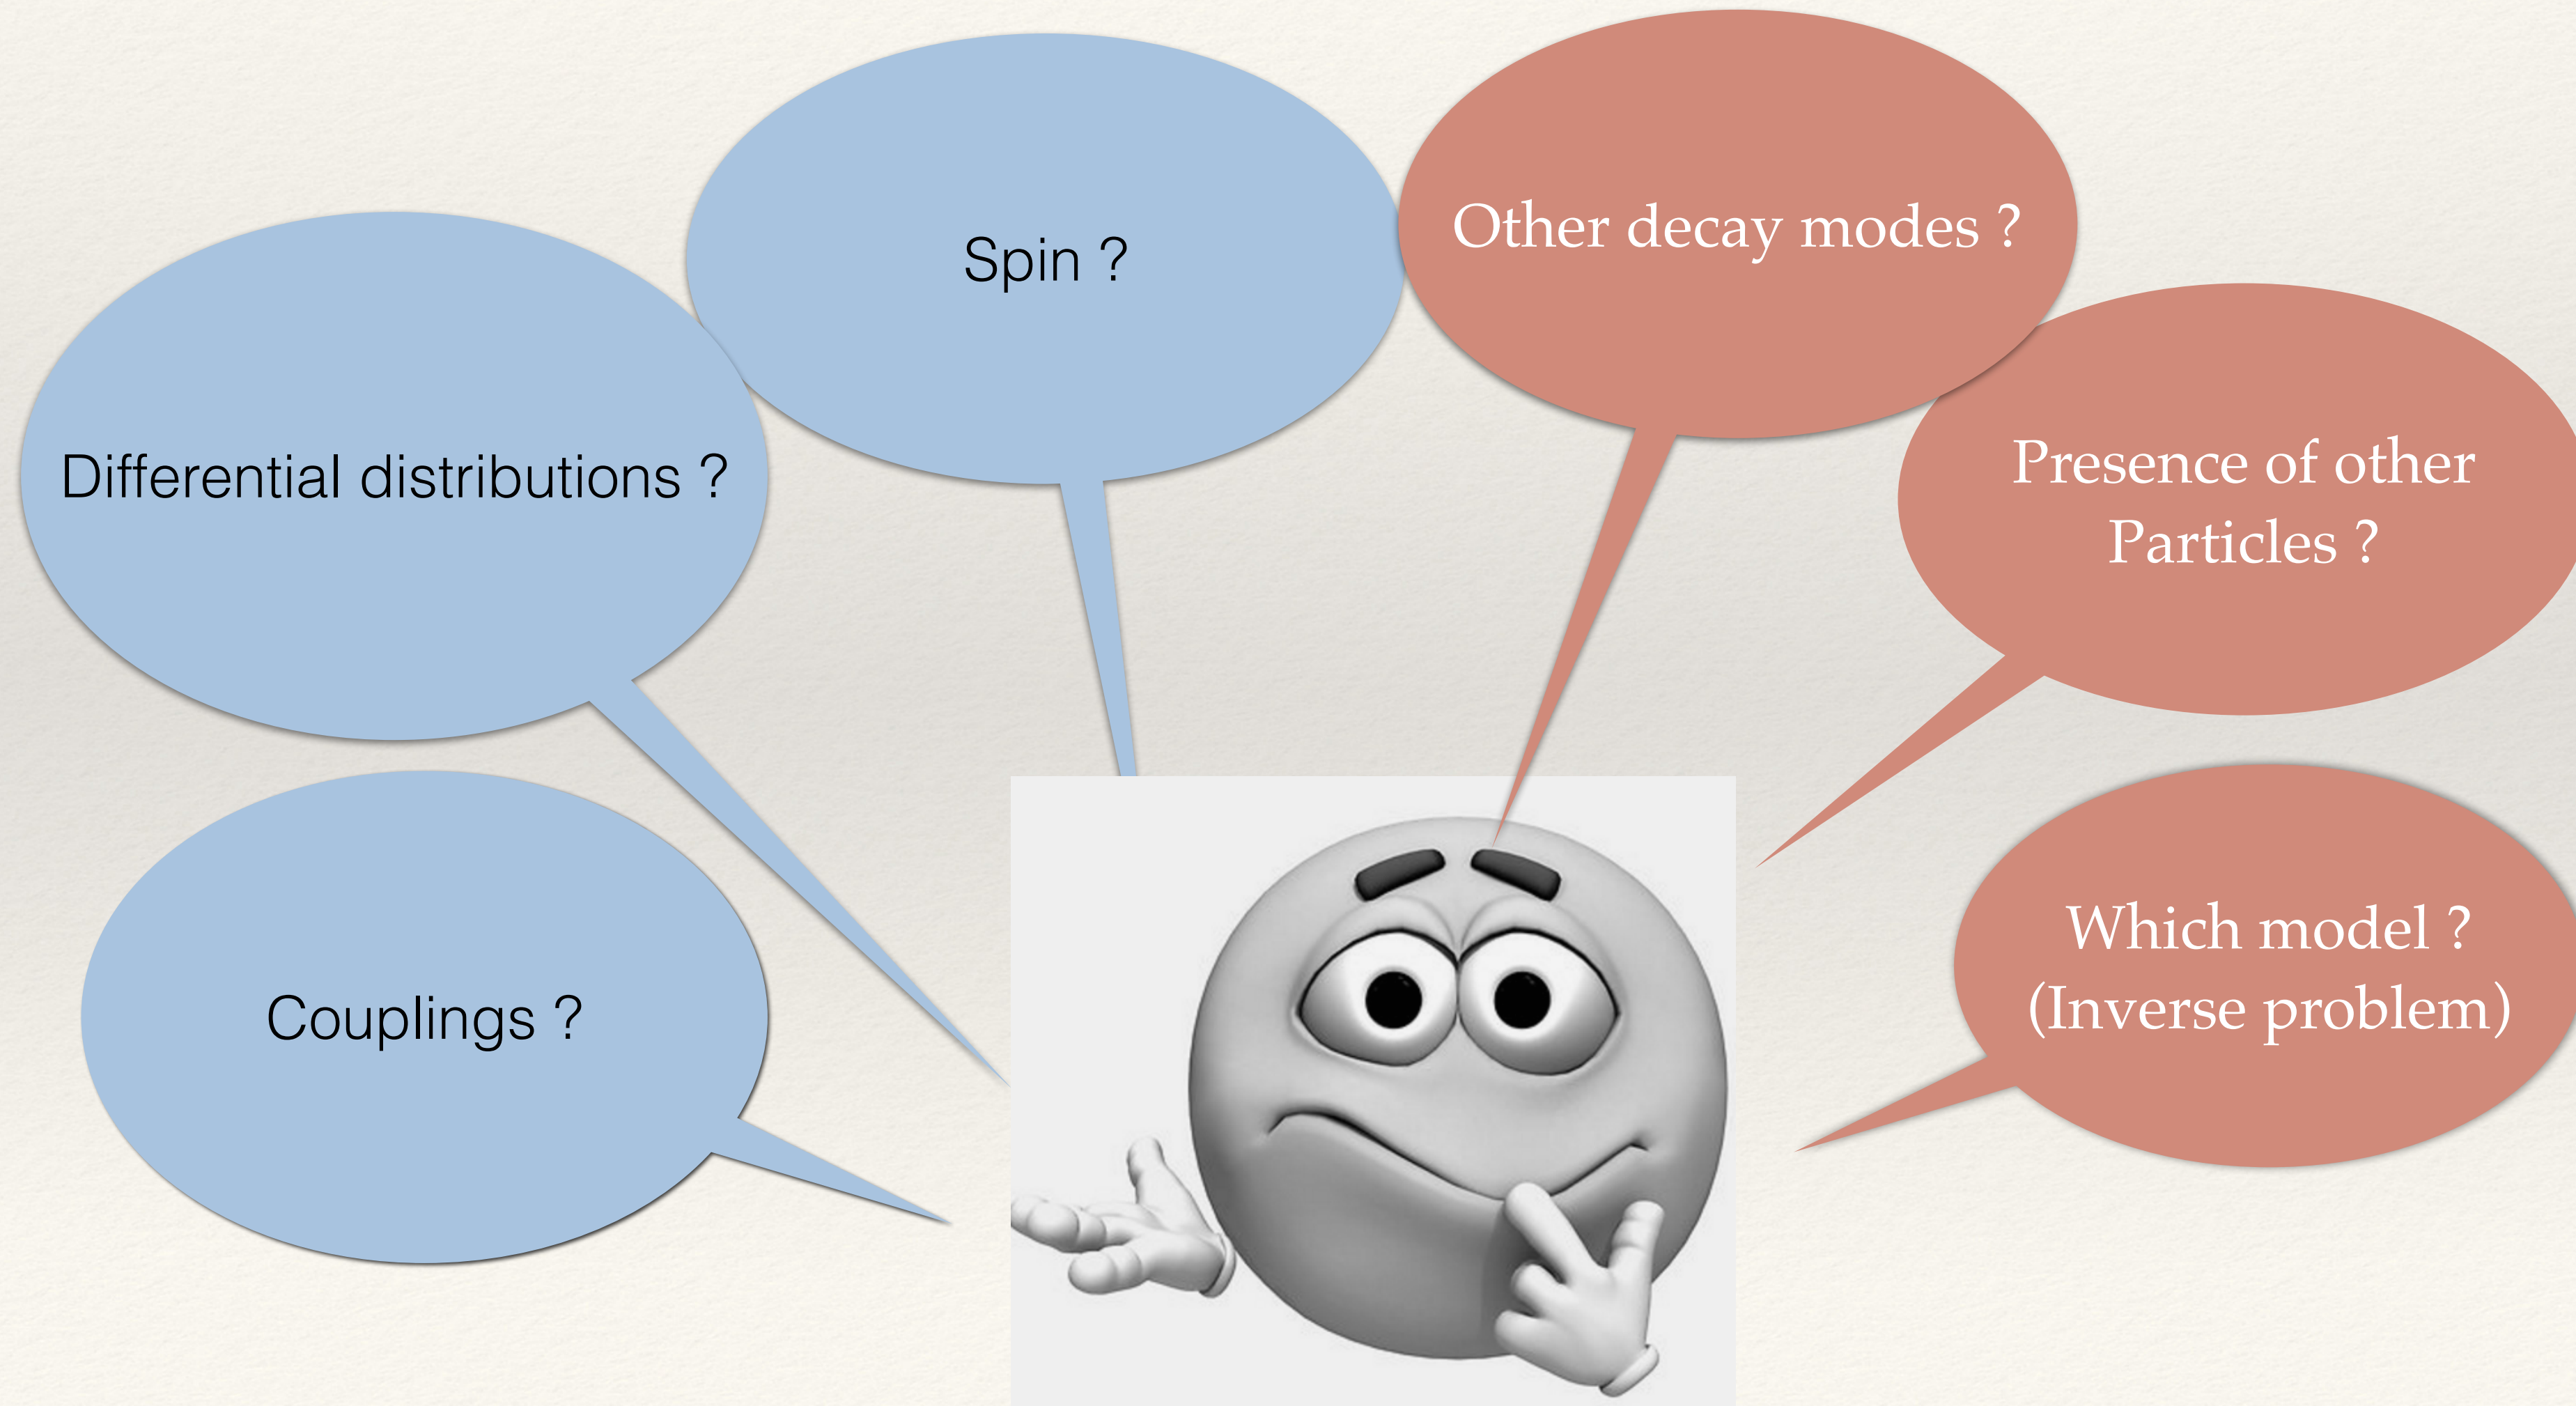 Spin ?
Other decay modes ?
Differential distributions ?
Presence of other
Particles ?
Couplings ?
Which model ?
(Inverse problem)